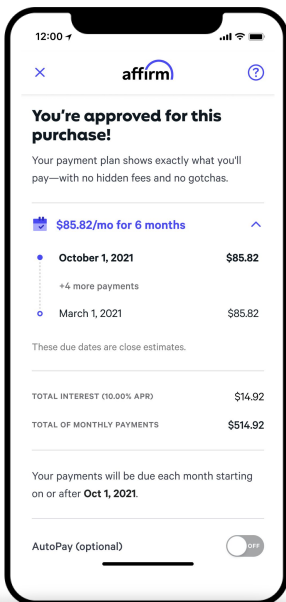 12:00
affirm
?
You're approved for this
purchase!
Your payment plan shows exactly what you'll
pay—with no hidden fees and no gotchas.
$85.82/mo for 6 months
October 1, 2021 $85.82
+4 more payments
March 1, 2021 $85.82
These due dates are close estimates.
TOTAL INTEREST (10.00% APR) $14.92
TOTAL OF MONTHLY PAYMENTS $514.92
Your payments will be due each month starting
on or after Oct 1, 2021.
AutoPay (optional) OFF